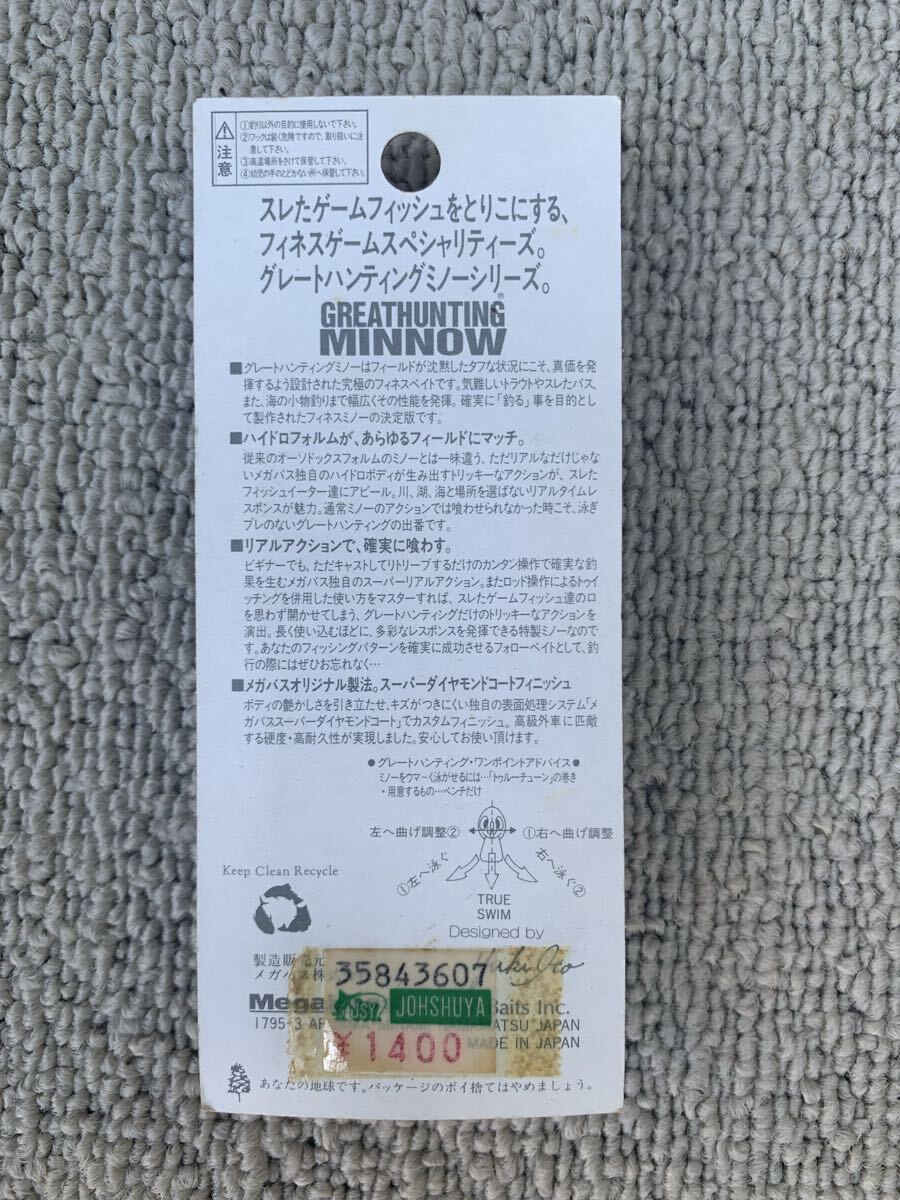 注意
①釣り以外の目的に使用しないで下さい。
②フックは鋭く危険ですので、取り扱いに注
意して下さい。
③高温場所をさけて保管して下さい。
④幼児の手のとどかない所へ保管して下さい。
スレたゲームフィッシュをとりこにする、
フィネスゲームスペシャリティーズ。
グレートハンティングミノーシリーズ。
GREATHUNTING®
MINNOW
■グレートハンティングミノーはフィールドが沈黙したタフな状況にこそ、真価を発
揮するよう設計された究極のフィネスベイトです。気難しいトラウトやスレたバス、
また、海の小物釣りまで幅広くその性能を発揮。確実に「釣る」事を目的とし
て製作されたフィネスミノーの決定版です。
■ハイドロフォルムが、あらゆるフィールドにマッチ。
従来のオーソドックスフォルムのミノーとは一味違う、ただリアルなだけじゃな
いメガバス独自のハイドロボディが生み出すトリッキーなアクションが、スレた
フィッシュイーター達にアピール。川、湖、海と場所を選ばないリアルタイムレ
スポンスが魅力。通常ミノーのアクションでは喰わせられなかった時こそ、泳ぎ
ブレのないグレートハンティングの出番です。
■リアルアクションで、確実に喰わす。
ビギナーでも、ただキャストしてリトリーブするだけのカンタン操作で確実な釣
果を生むメガバス独自のスーパーリアルアクション。またロッド操作によるトゥイ
ッチングを併用した使い方をマスターすれば、スレたゲームフィッシュ達の口
を思わず開かせてしまう、グレートハンティングだけのトリッキーなアクションを
演出。長く使い込むほどに、多彩なレスポンスを発揮できる特製ミノーなので
す。あなたのフィッシングパターンを確実に成功させるフォローベイトとして、釣
行の際にはぜひお忘れなく…
■メガバスオリジナル製法。スーパーダイヤモンドコートフィニッシュ
ボディの艶かしさを引き立たせ、キズがつきにくい独自の表面処理システム「メ
ガバススーパーダイヤモンドコート」でカスタムフィニッシュ。高級外車に匹敵
する硬度・高耐久性が実現しました。安心してお使い頂けます。
●グレートハンティング・ワンポイントアドバイス●
ミノーをウマ〜く泳がせるには…「トゥルーチューン」の巻き
・用意するもの…ペンチだけ
左へ曲げ調整② ①右へ曲げ調整
①左へ泳ぐ 右へ泳ぐ②
TRUE
SWIM
Keep Clean Recycle
Designed by
Yuki Ito
製造販売元
メガバス株
35843607
Mega Baits Inc.
JSY. JOHSHUYA
1795-3 ATSU JAPAN
¥1400
MADE IN JAPAN
あなたの地球です。パッケージのポイ捨てはやめましょう。